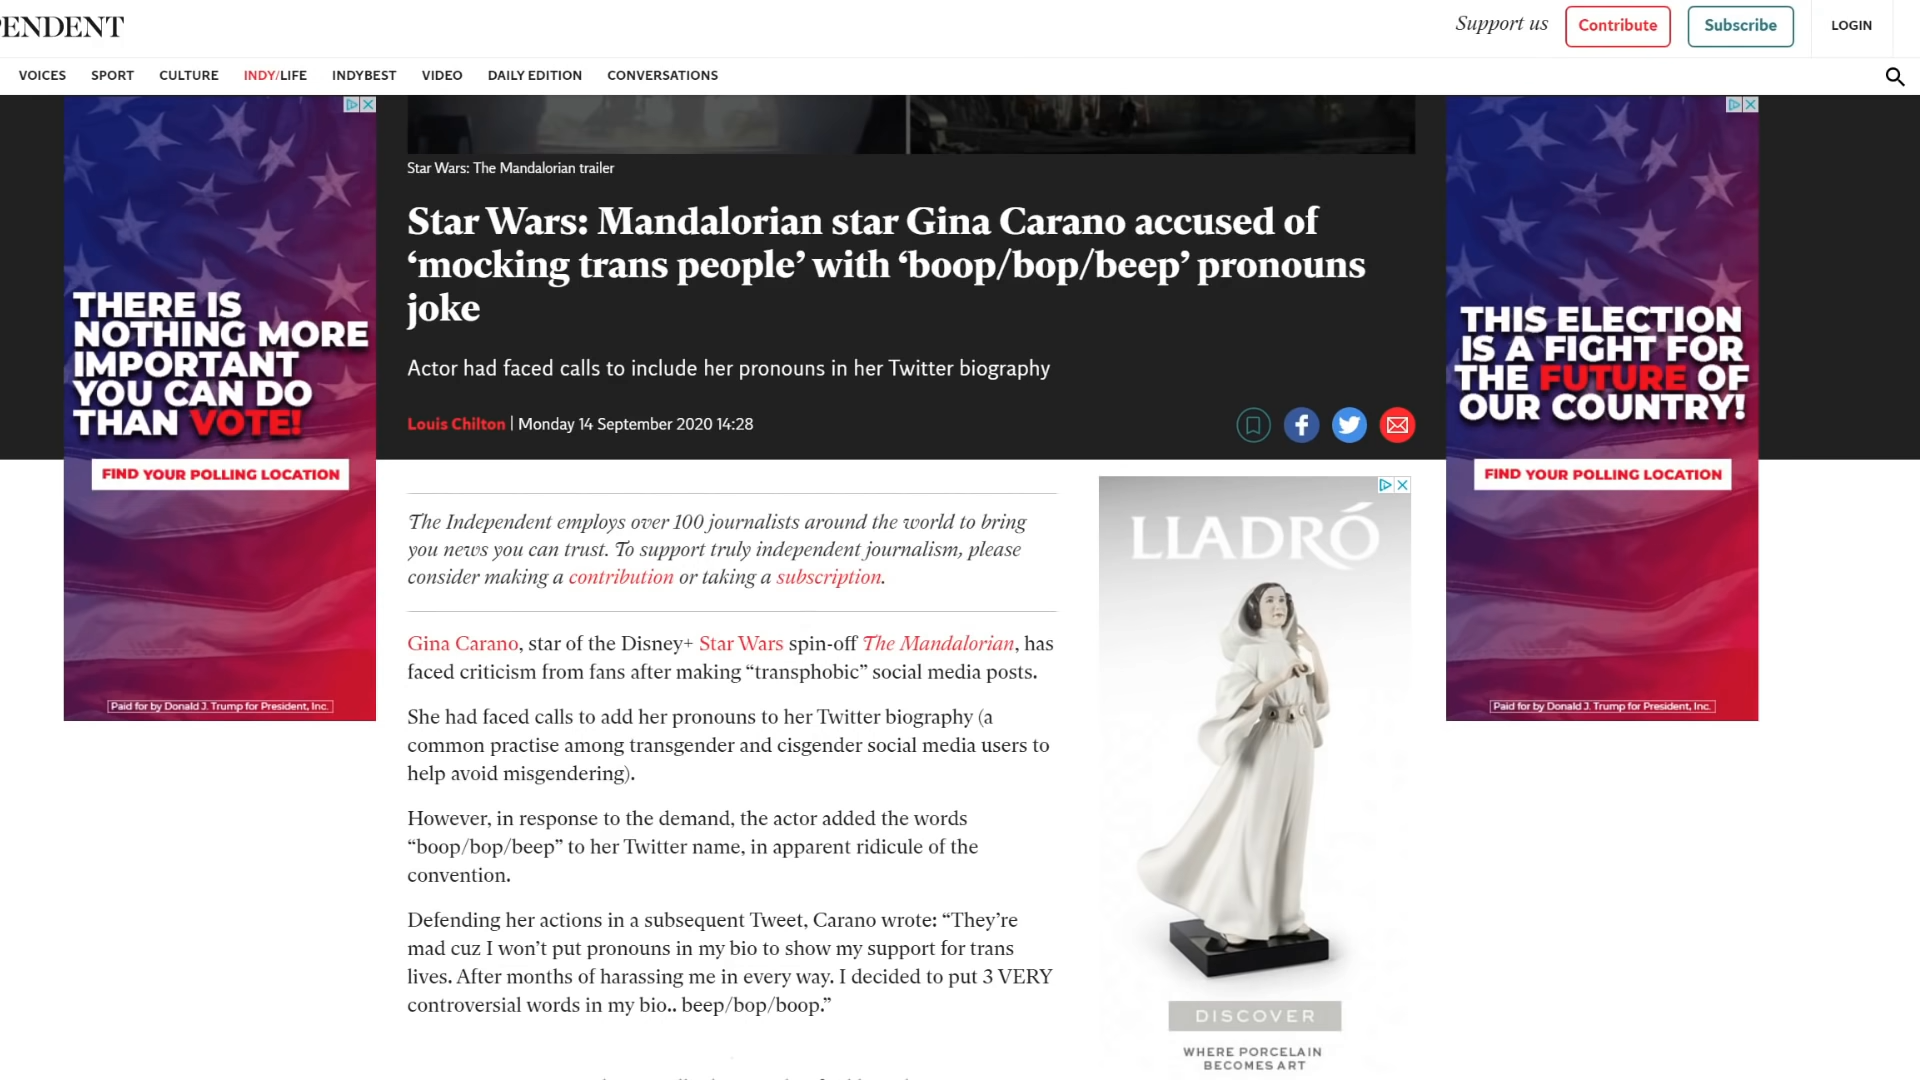 PENDENT
Support us
Contribute
Subscribe
LOGIN
VOICES SPORT CULTURE INDY/LIFE INDYBEST VIDEO DAILY EDITION CONVERSATIONS
THERE IS
NOTHING MORE
IMPORTANT
YOU CAN DO
THAN VOTE!
FIND YOUR POLLING LOCATION
Paid for by Donald J. Trump for President, Inc.
Star Wars: The Mandalorian trailer
Star Wars: Mandalorian star Gina Carano accused of
‘mocking trans people’ with ‘boop/bop/beep’ pronouns
joke
Actor had faced calls to include her pronouns in her Twitter biography
Louis Chilton | Monday 14 September 2020 14:28
The Independent employs over 100 journalists around the world to bring
you news you can trust. To support truly independent journalism, please
consider making a contribution or taking a subscription.
Gina Carano, star of the Disney+ Star Wars spin-off The Mandalorian, has
faced criticism from fans after making “transphobic” social media posts.
She had faced calls to add her pronouns to her Twitter biography (a
common practise among transgender and cisgender social media users to
help avoid misgendering).
However, in response to the demand, the actor added the words
“boop/bop/beep” to her Twitter name, in apparent ridicule of the
convention.
Defending her actions in a subsequent Tweet, Carano wrote: “They’re
mad cuz I won’t put pronouns in my bio to show my support for trans
lives. After months of harassing me in every way. I decided to put 3 VERY
controversial words in my bio.. beep/bop/boop.”
LLADRÓ
DISCOVER
WHERE PORCELAIN
BECOMES ART
THIS ELECTION
IS A FIGHT FOR
THE FUTURE OF
OUR COUNTRY!
FIND YOUR POLLING LOCATION
Paid for by Donald J. Trump for President, Inc.